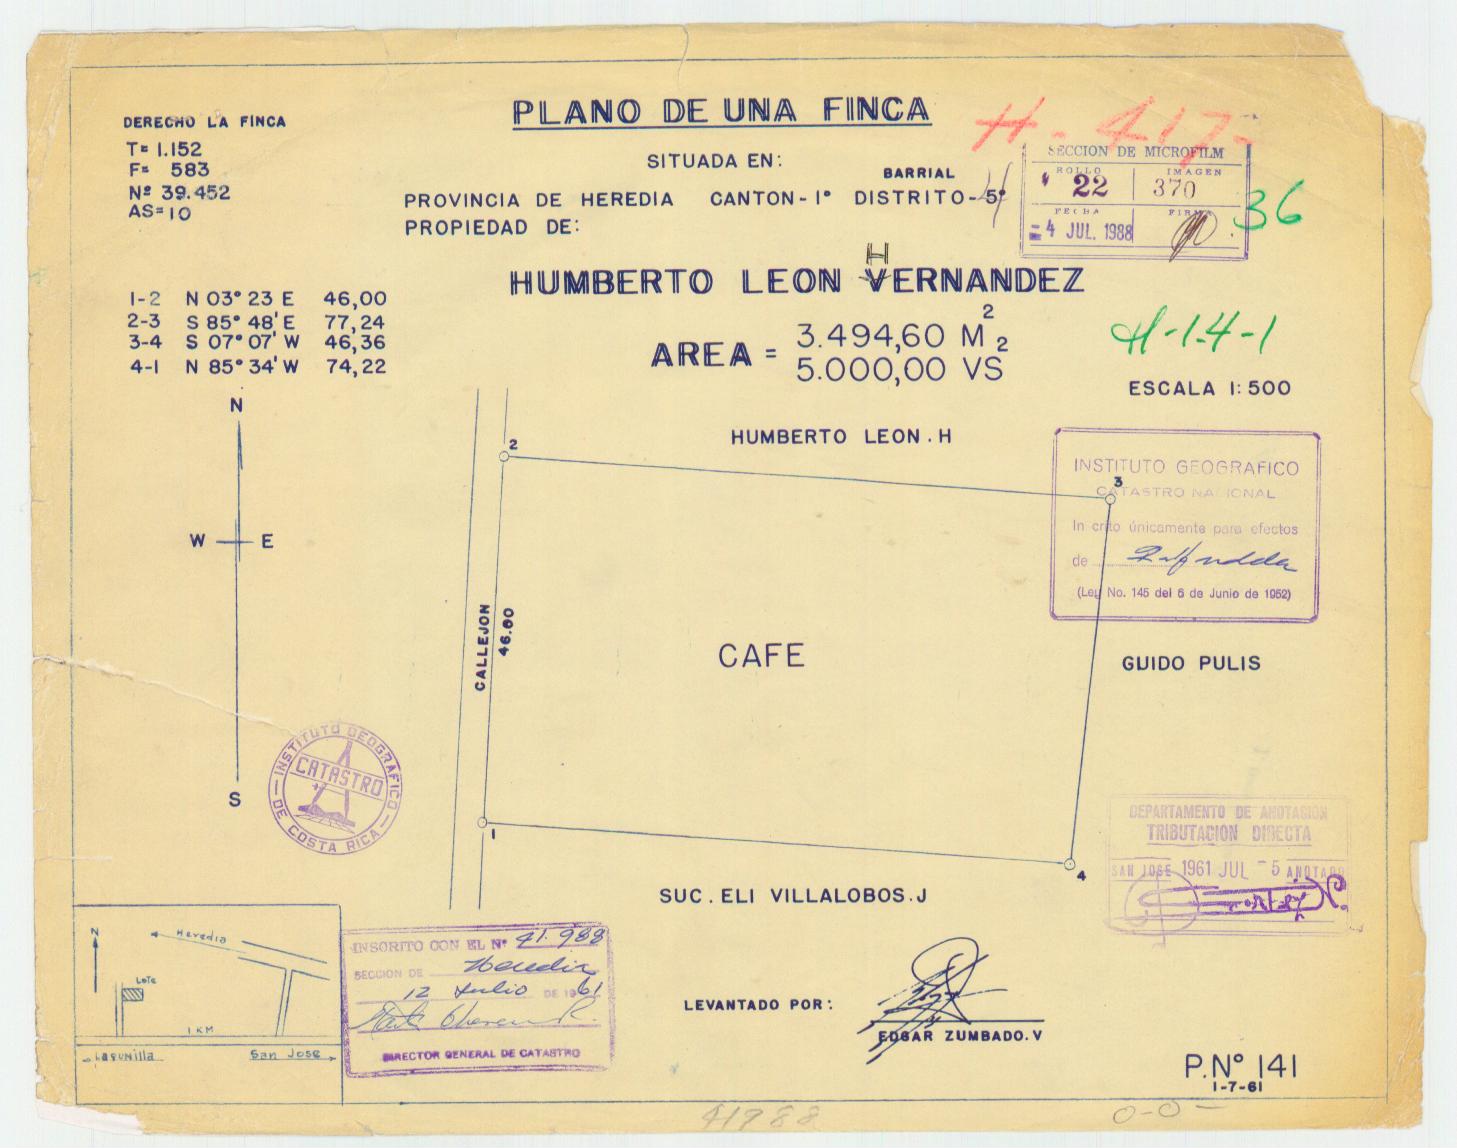 PLANO DE UNA FINCA
DERECHO LA FINCA
T= 1.152
F= 583
Nº 39.452
AS=10
SITUADA EN:
BARRIAL
PROVINCIA DE HEREDIA CANTON-1º DISTRITO-5º
4
PROPIEDAD DE:
H-417-
SECCION DE MICROFILM
ROLLO IMAGEN
22 370
FECHA FIRMA
-4 JUL. 1988
36
H
HUMBERTO LEON VERNANDEZ
1-2 N 03° 23 E 46,00
2-3 S 85° 48' E 77,24
3-4 S 07° 07' W 46,36
4-1 N 85° 34' W 74,22
AREA = 3.494,60 M2
5.000,00 VS2
H-1-4-1
ESCALA 1:500
N
W E
S
HUMBERTO LEON.H
2
3
INSTITUTO GEOGRAFICO
CATASTRO NACIONAL
In crito únicamente para efectos
de
(Ley No. 145 del 6 de Junio de 1952)
CALLEJON
46.00
CAFE
GUIDO PULIS
INSTITUTO GEOGRAFICO
CATASTRO
DE COSTA RICA
1
4
DEPARTAMENTO DE ANOTACION
TRIBUTACION DIRECTA
SAN JOSE 1961 JUL -5 ANOTADO
SUC. ELI VILLALOBOS.J
N
Heredia
Lote
1 KM
Lagunilla San Jose
INSCRITO CON EL Nº 41.988
SECCION DE Heredia
12 Julio DE 1961
DIRECTOR GENERAL DE CATASTRO
LEVANTADO POR:
EDGAR ZUMBADO.V
P.Nº 141
1-7-61
41988
0-0-